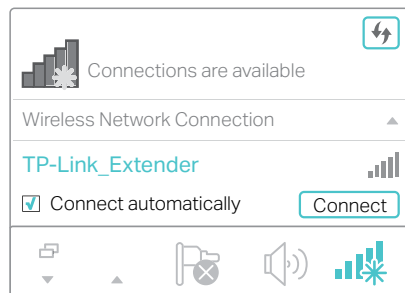 Connections are available
Wireless Network Connection
TP-Link_Extender
Connect automatically
Connect